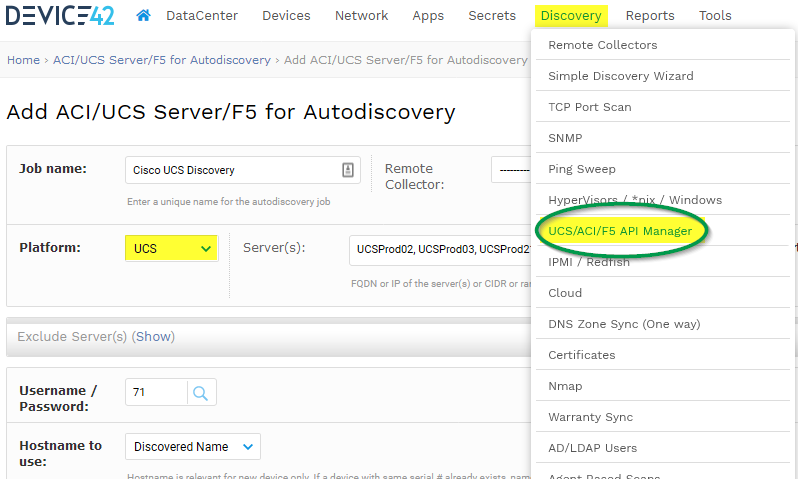 DEVICE42 DataCenter Devices Network Apps Secrets Discovery Reports Tools
Home › ACI/UCS Server/F5 for Autodiscovery › Add ACI/UCS Server/F5 for Autodiscovery
Add ACI/UCS Server/F5 for Autodiscovery
Job name: Cisco UCS Discovery
Remote Collector: ---------
Enter a unique name for the autodiscovery job
Platform: UCS
Server(s): UCSProd02, UCSProd03, UCSProd21
FQDN or IP of the server(s) or CIDR or ran
Exclude Server(s) (Show)
Username / Password: 71
Hostname to use: Discovered Name
Hostname is relevant for new device only. If a device with same serial # already exists, nam
Remote Collectors
Simple Discovery Wizard
TCP Port Scan
SNMP
Ping Sweep
HyperVisors / *nix / Windows
UCS/ACI/F5 API Manager
IPMI / Redfish
Cloud
DNS Zone Sync (One way)
Certificates
Nmap
Warranty Sync
AD/LDAP Users
Agent Based Scans